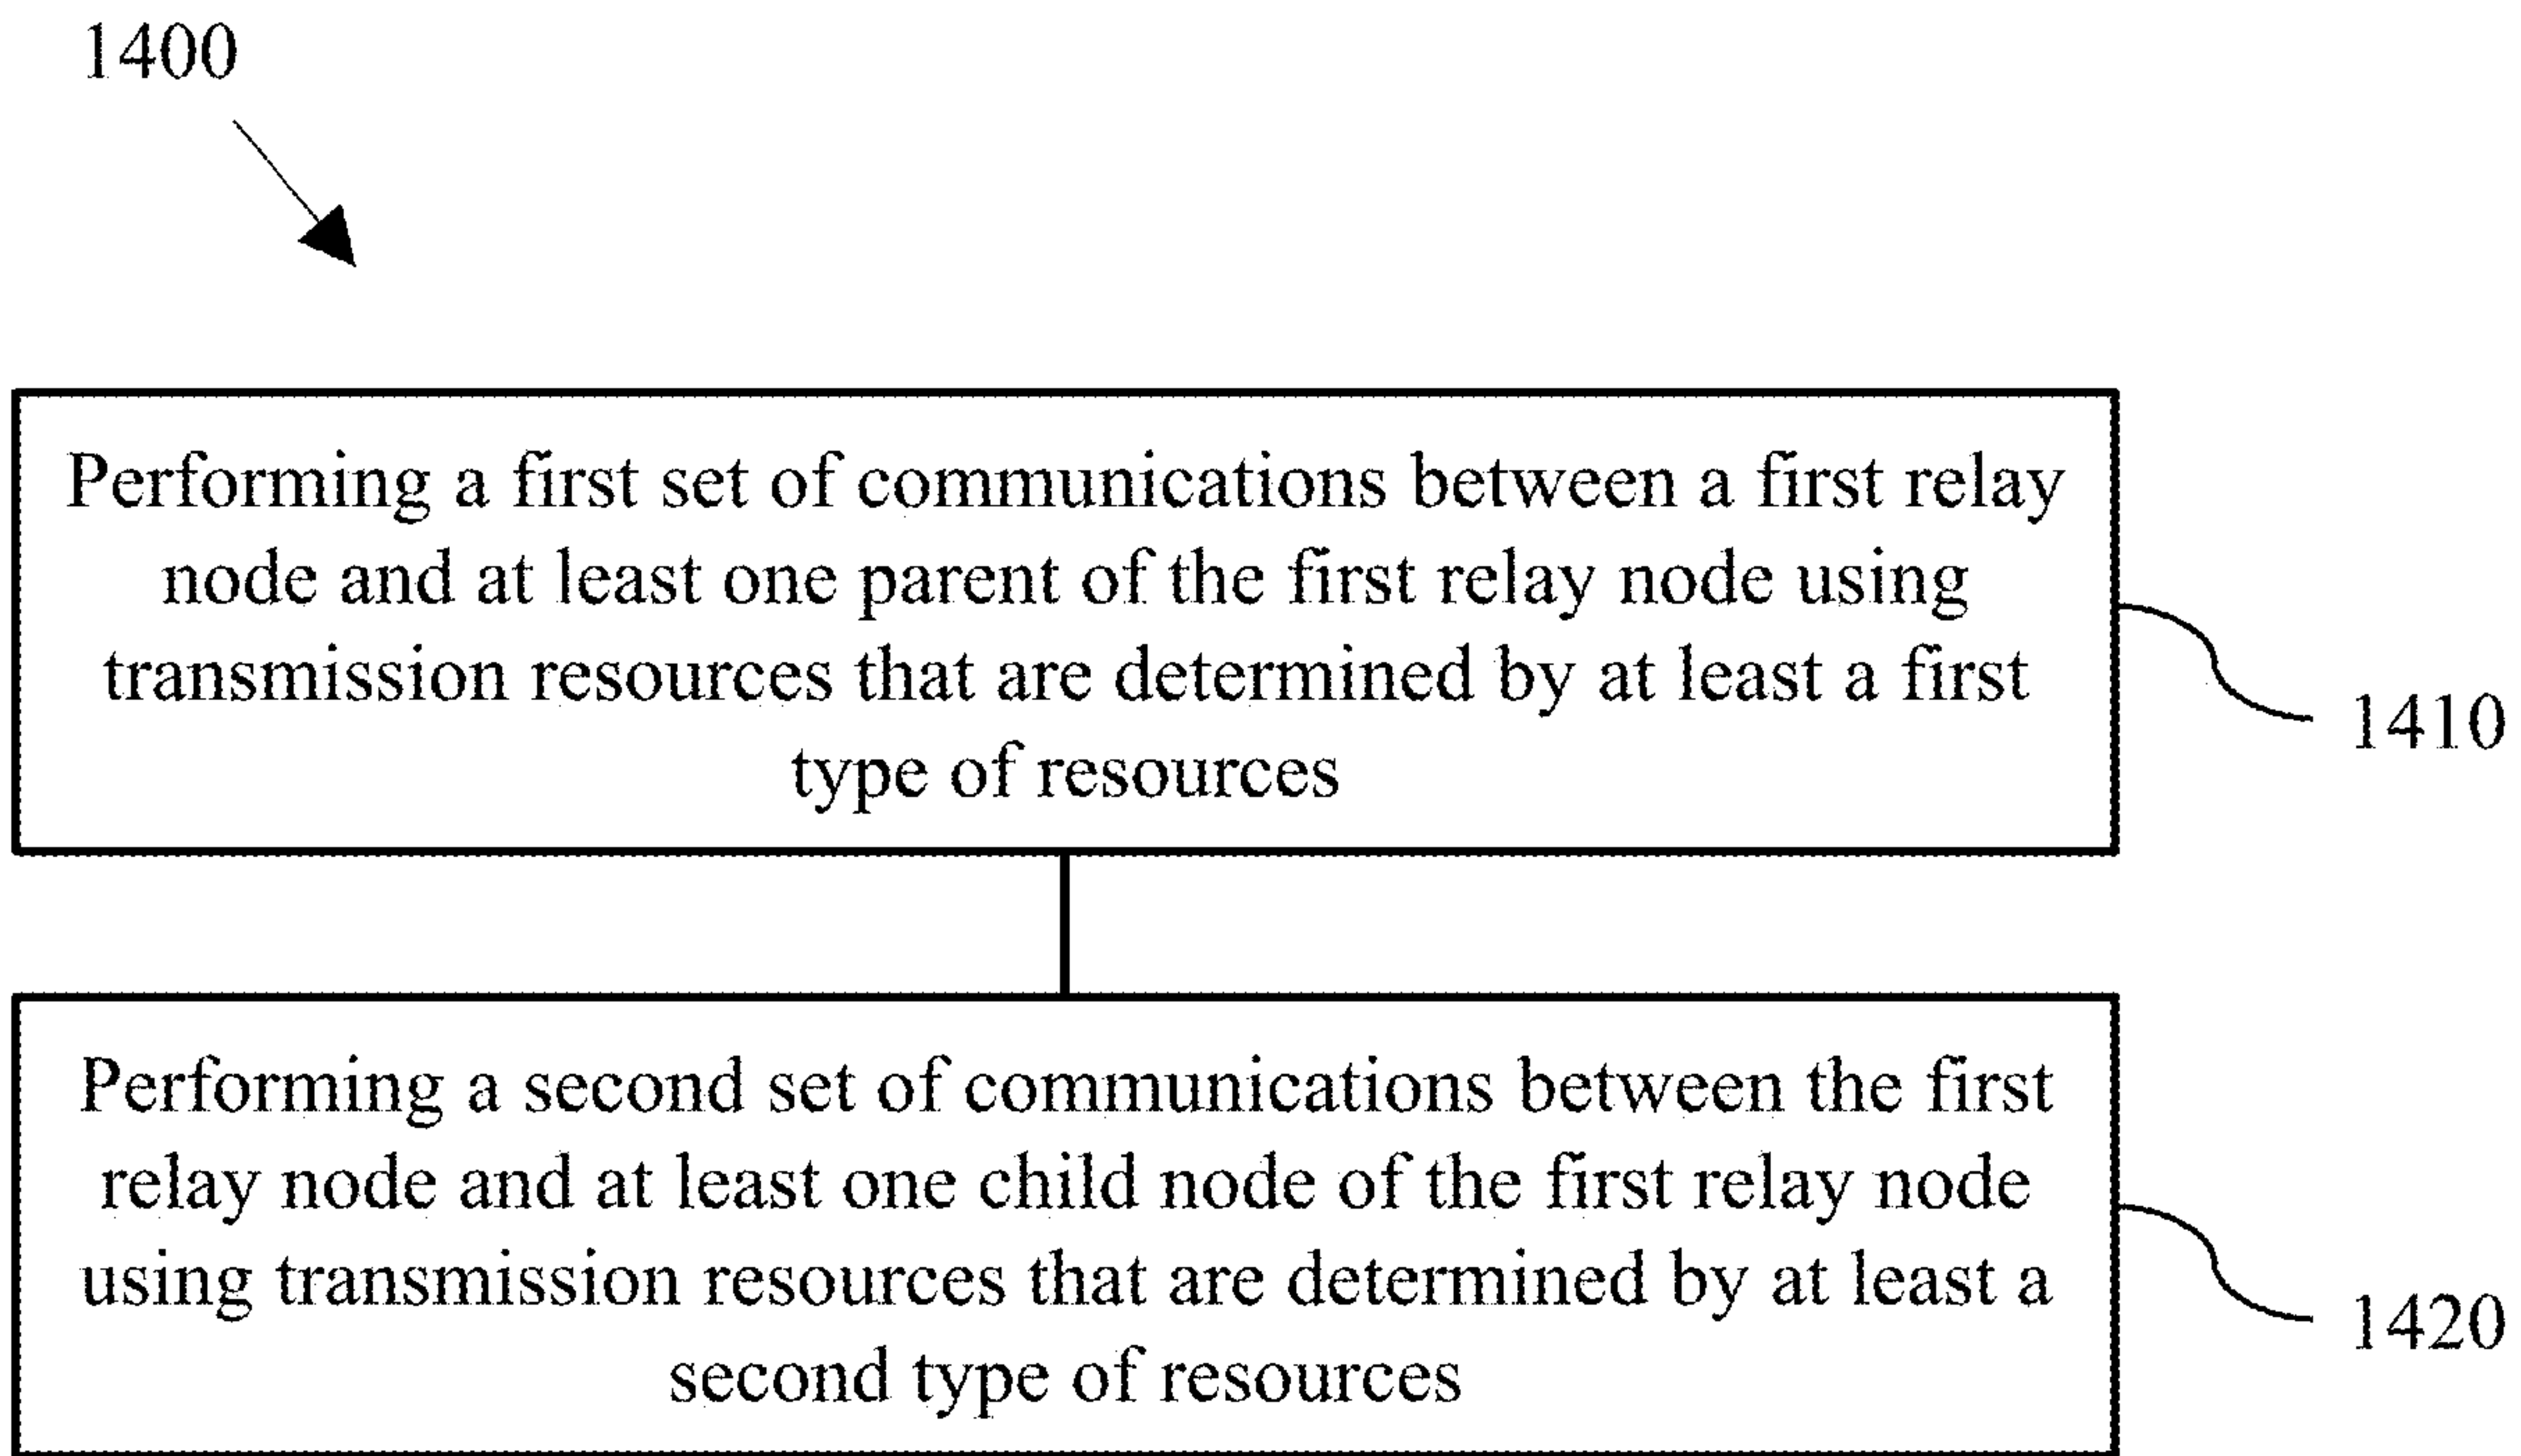 1400
Performing a first set of communications between a first relay
node and at least one parent of the first relay node using
transmission resources that are determined by at least a first
type of resources
1410
Performing a second set of communications between the first
relay node and at least one child node of the first relay node
using transmission resources that are determined by at least a
second type of resources
1420